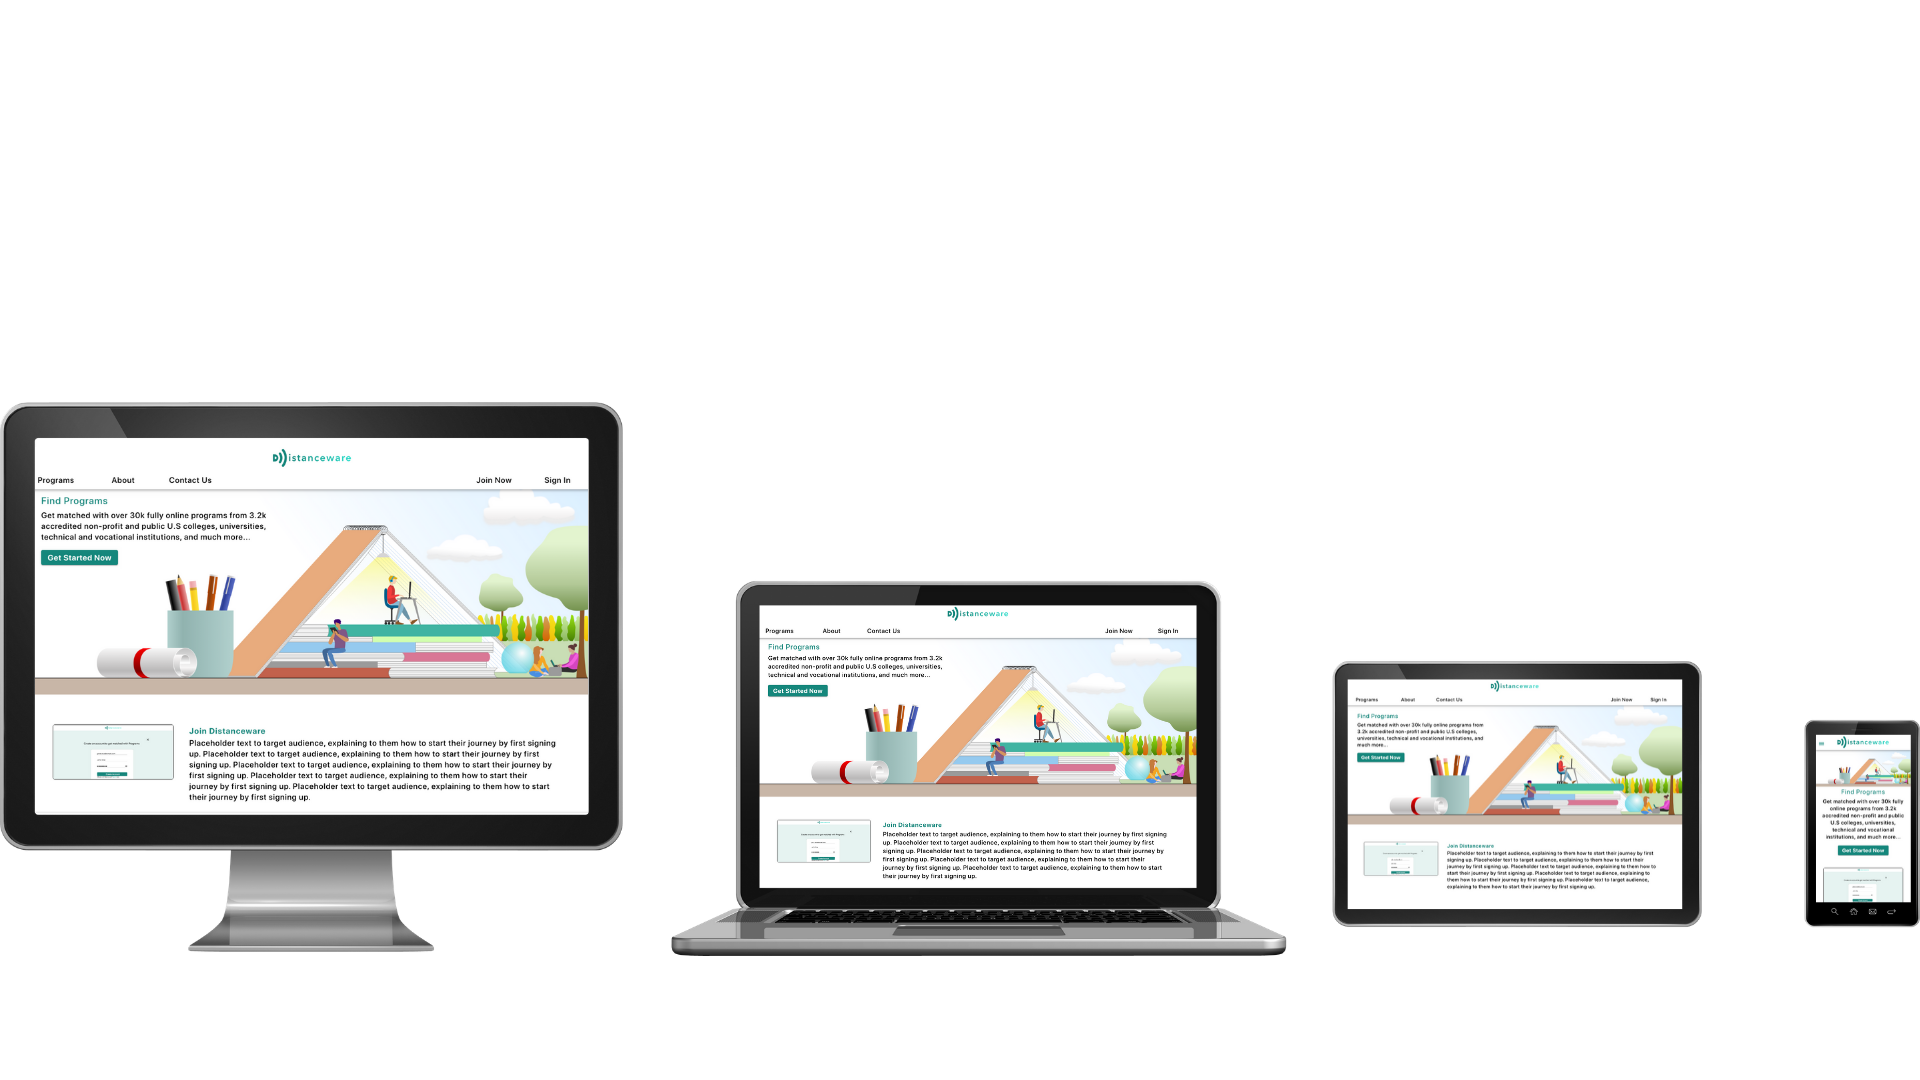 D))istanceware
Programs About Contact Us Join Now Sign In
Find Programs
Get matched with over 30k fully online programs from 3.2k
accredited non-profit and public U.S colleges, universities,
technical and vocational institutions, and much more...
Get Started Now
Join Distanceware
Placeholder text to target audience, explaining to them how to start their journey by first signing
up. Placeholder text to target audience, explaining to them how to start their journey by first
signing up. Placeholder text to target audience, explaining to them how to start their journey by
first signing up. Placeholder text to target audience, explaining to them how to start their
journey by first signing up. Placeholder text to target audience, explaining to them how to start
their journey by first signing up.
D))istanceware
Programs About Contact Us Join Now Sign In
Find Programs
Get matched with over 30k fully online programs from 3.2k
accredited non-profit and public U.S colleges, universities,
technical and vocational institutions, and much more...
Get Started Now
Join Distanceware
Placeholder text to target audience, explaining to them how to start their journey by first signing
up. Placeholder text to target audience, explaining to them how to start their journey by first
signing up. Placeholder text to target audience, explaining to them how to start their journey by
first signing up. Placeholder text to target audience, explaining to them how to start their
journey by first signing up. Placeholder text to target audience, explaining to them how to start
their journey by first signing up.
D))istanceware
Programs About Contact Us Join Now Sign In
Find Programs
Get matched with over 30k fully online programs from
3.2k accredited non-profit and public U.S colleges,
universities, technical and vocational institutions, and
much more...
Get Started Now
Join Distanceware
Placeholder text to target audience, explaining to them how to start their journey by first
signing up. Placeholder text to target audience, explaining to them how to start their
journey by first signing up. Placeholder text to target audience, explaining to them how to
start their journey by first signing up. Placeholder text to target audience, explaining to
them how to start their journey by first signing up. Placeholder text to target audience,
explaining to them how to start their journey by first signing up.
D))istanceware
Find Programs
Get matched with over 30k fully
online programs from 3.2k
accredited non-profit and public
U.S colleges, universities,
technical and vocational
institutions, and much more...
Get Started Now